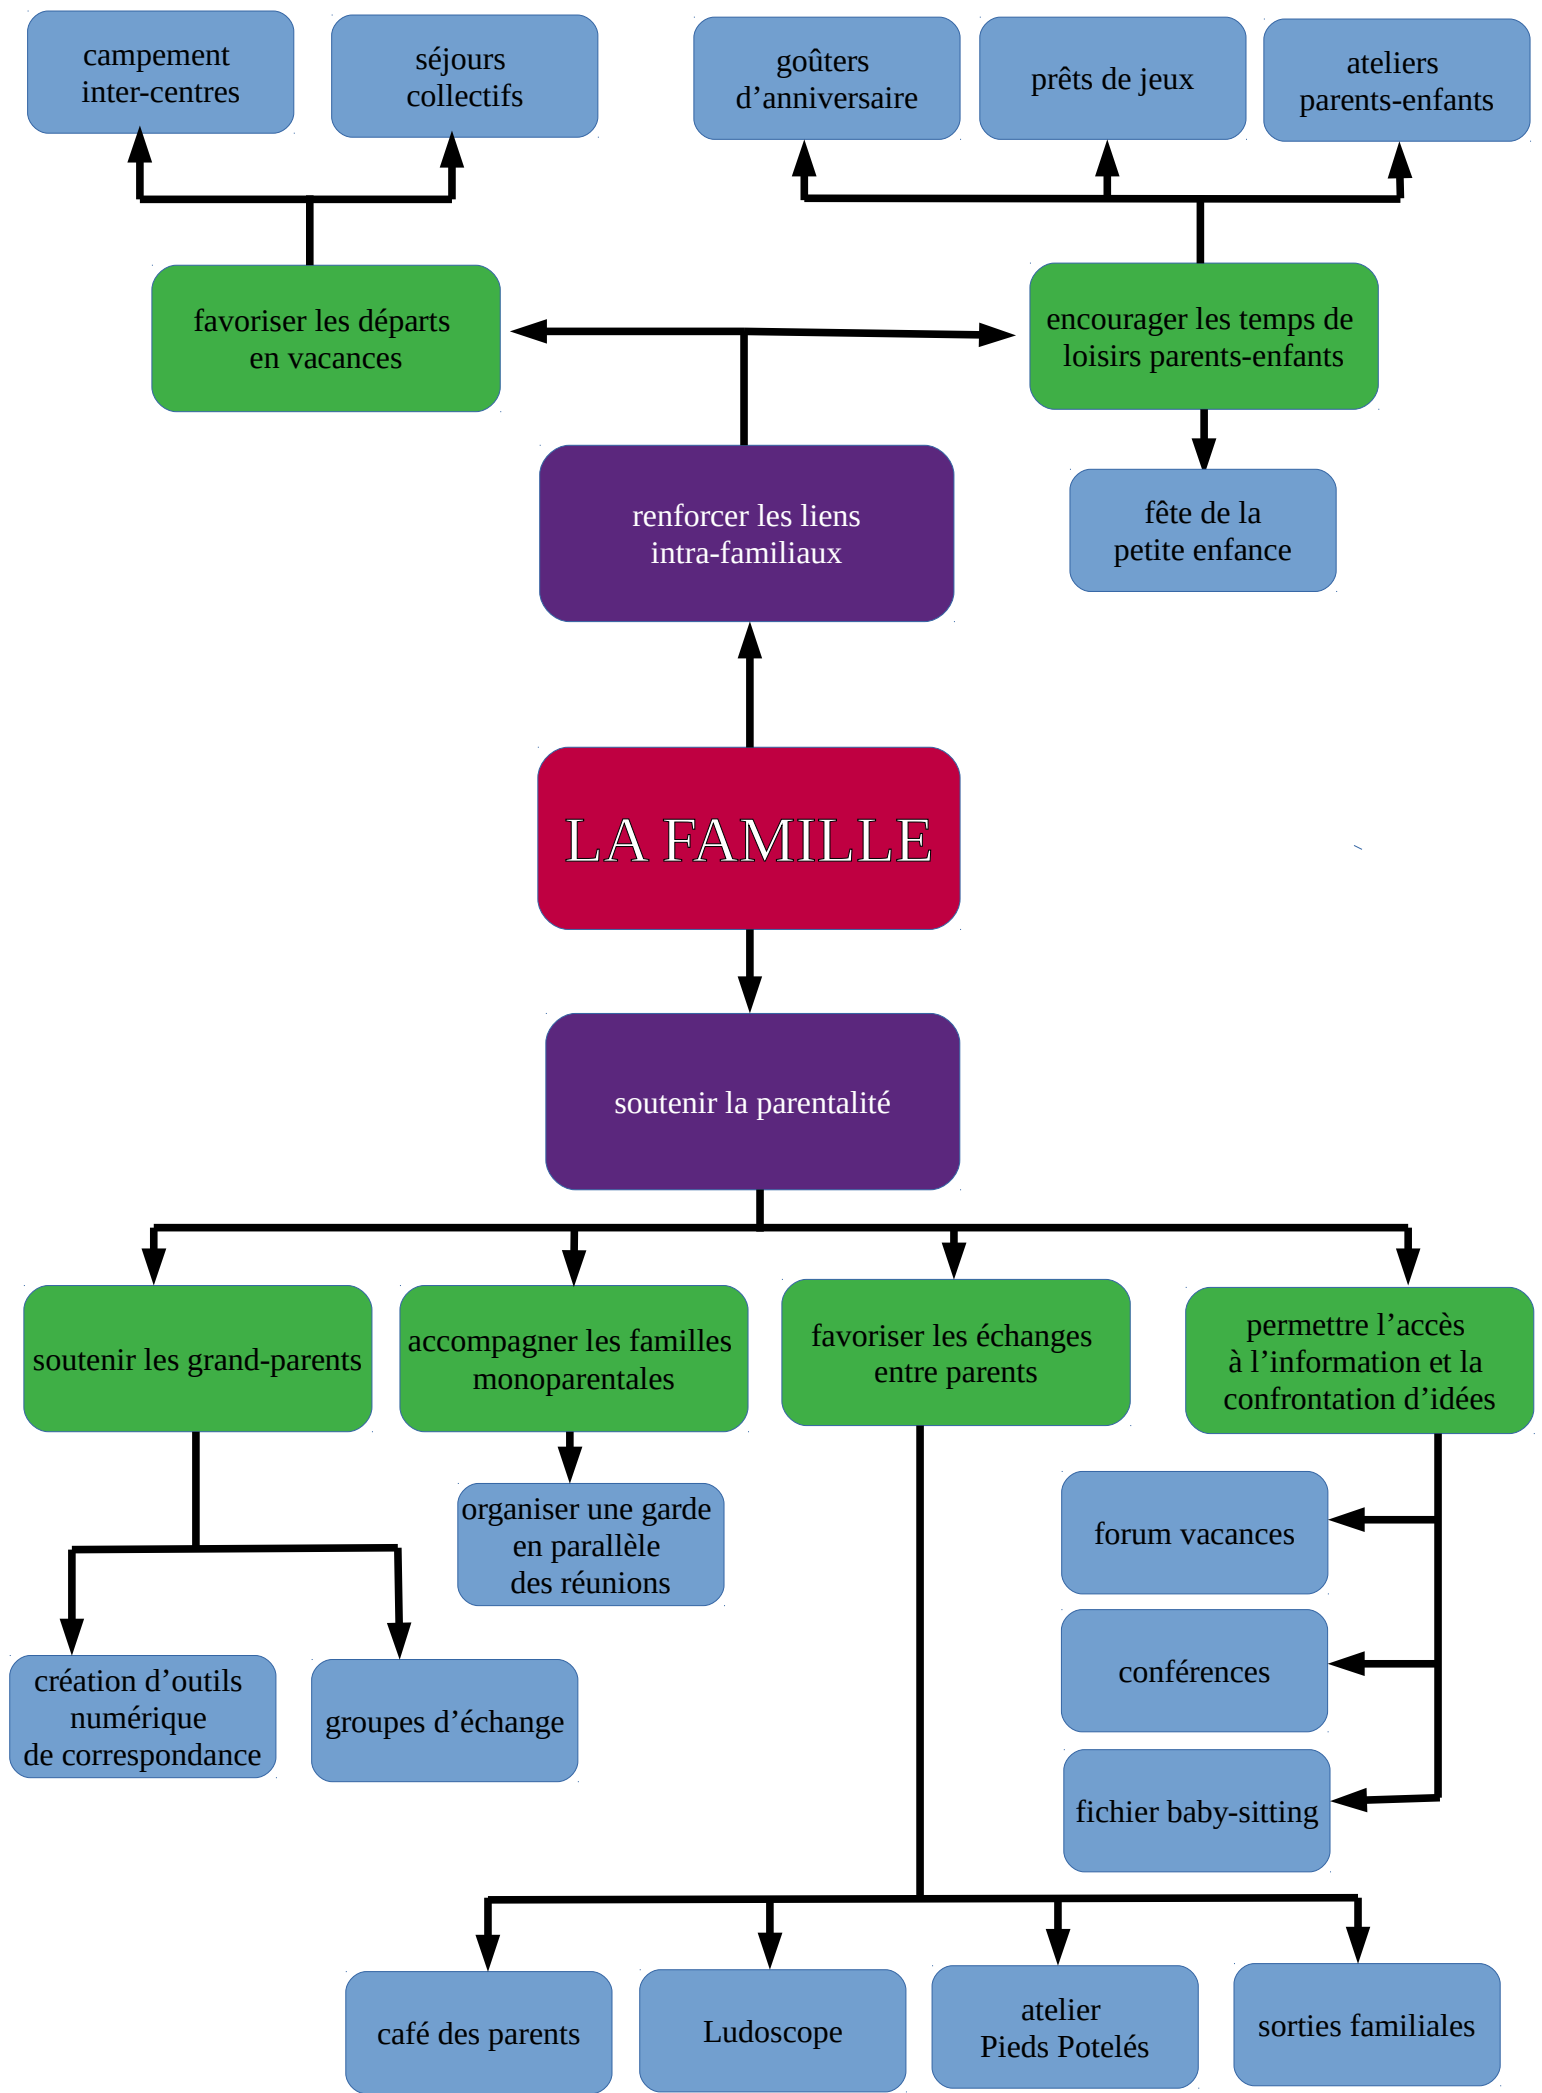 campement
inter-centres
séjours
collectifs
goûters
d’anniversaire
prêts de jeux
ateliers
parents-enfants
favoriser les départs
en vacances
encourager les temps de
loisirs parents-enfants
renforcer les liens
intra-familiaux
fête de la
petite enfance
LA FAMILLE
soutenir la parentalité
soutenir les grand-parents
accompagner les familles
monoparentales
favoriser les échanges
entre parents
permettre l’accès
à l’information et la
confrontation d’idées
organiser une garde
en parallèle
des réunions
forum vacances
création d’outils
numérique
de correspondance
groupes d’échange
conférences
fichier baby-sitting
café des parents
Ludoscope
atelier
Pieds Potelés
sorties familiales